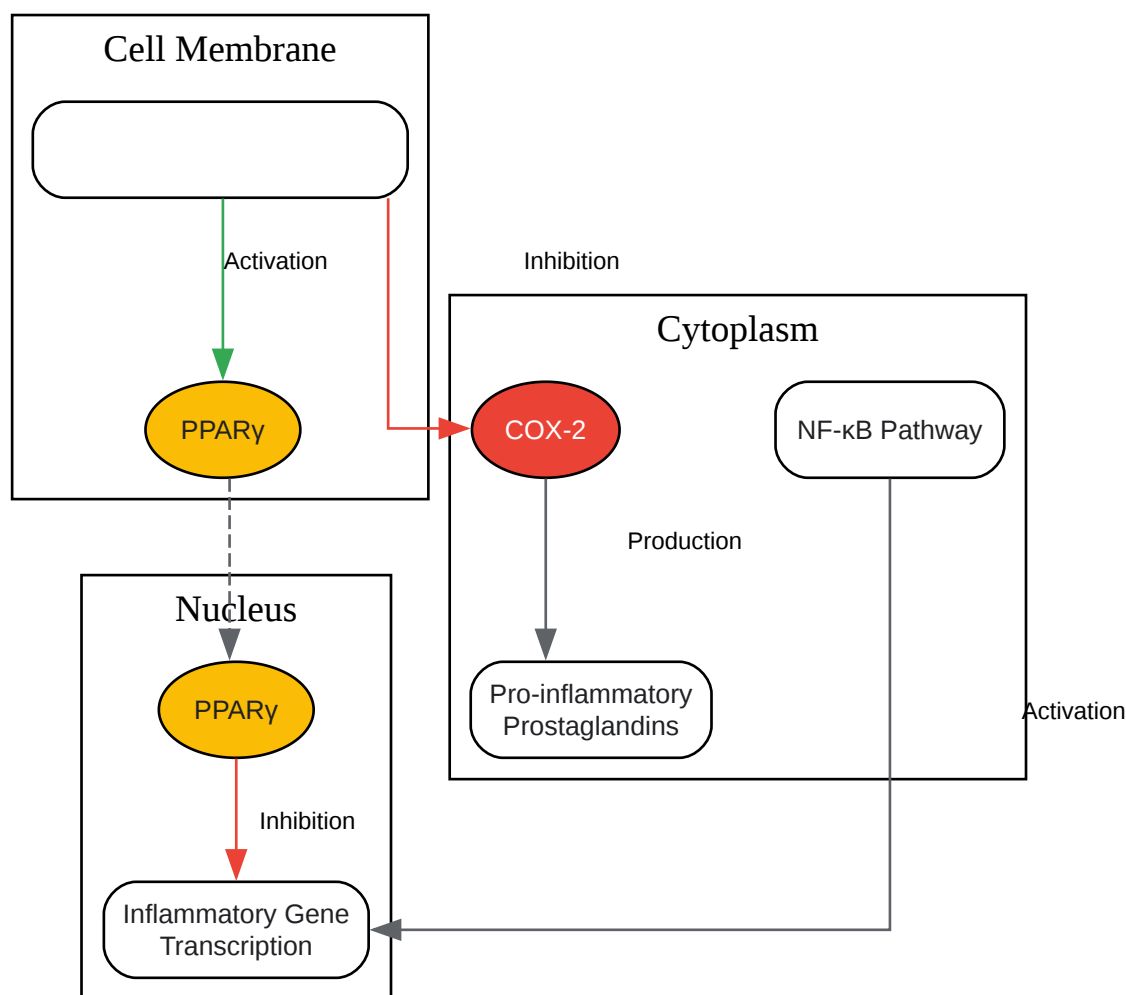 Cell Membrane
Activation
Inhibition
Cytoplasm
PPARγ
COX-2
NF-κB Pathway
Production
Nucleus
Pro-inflammatory
Prostaglandins
PPARγ
Activation
Inhibition
Inflammatory Gene
Transcription